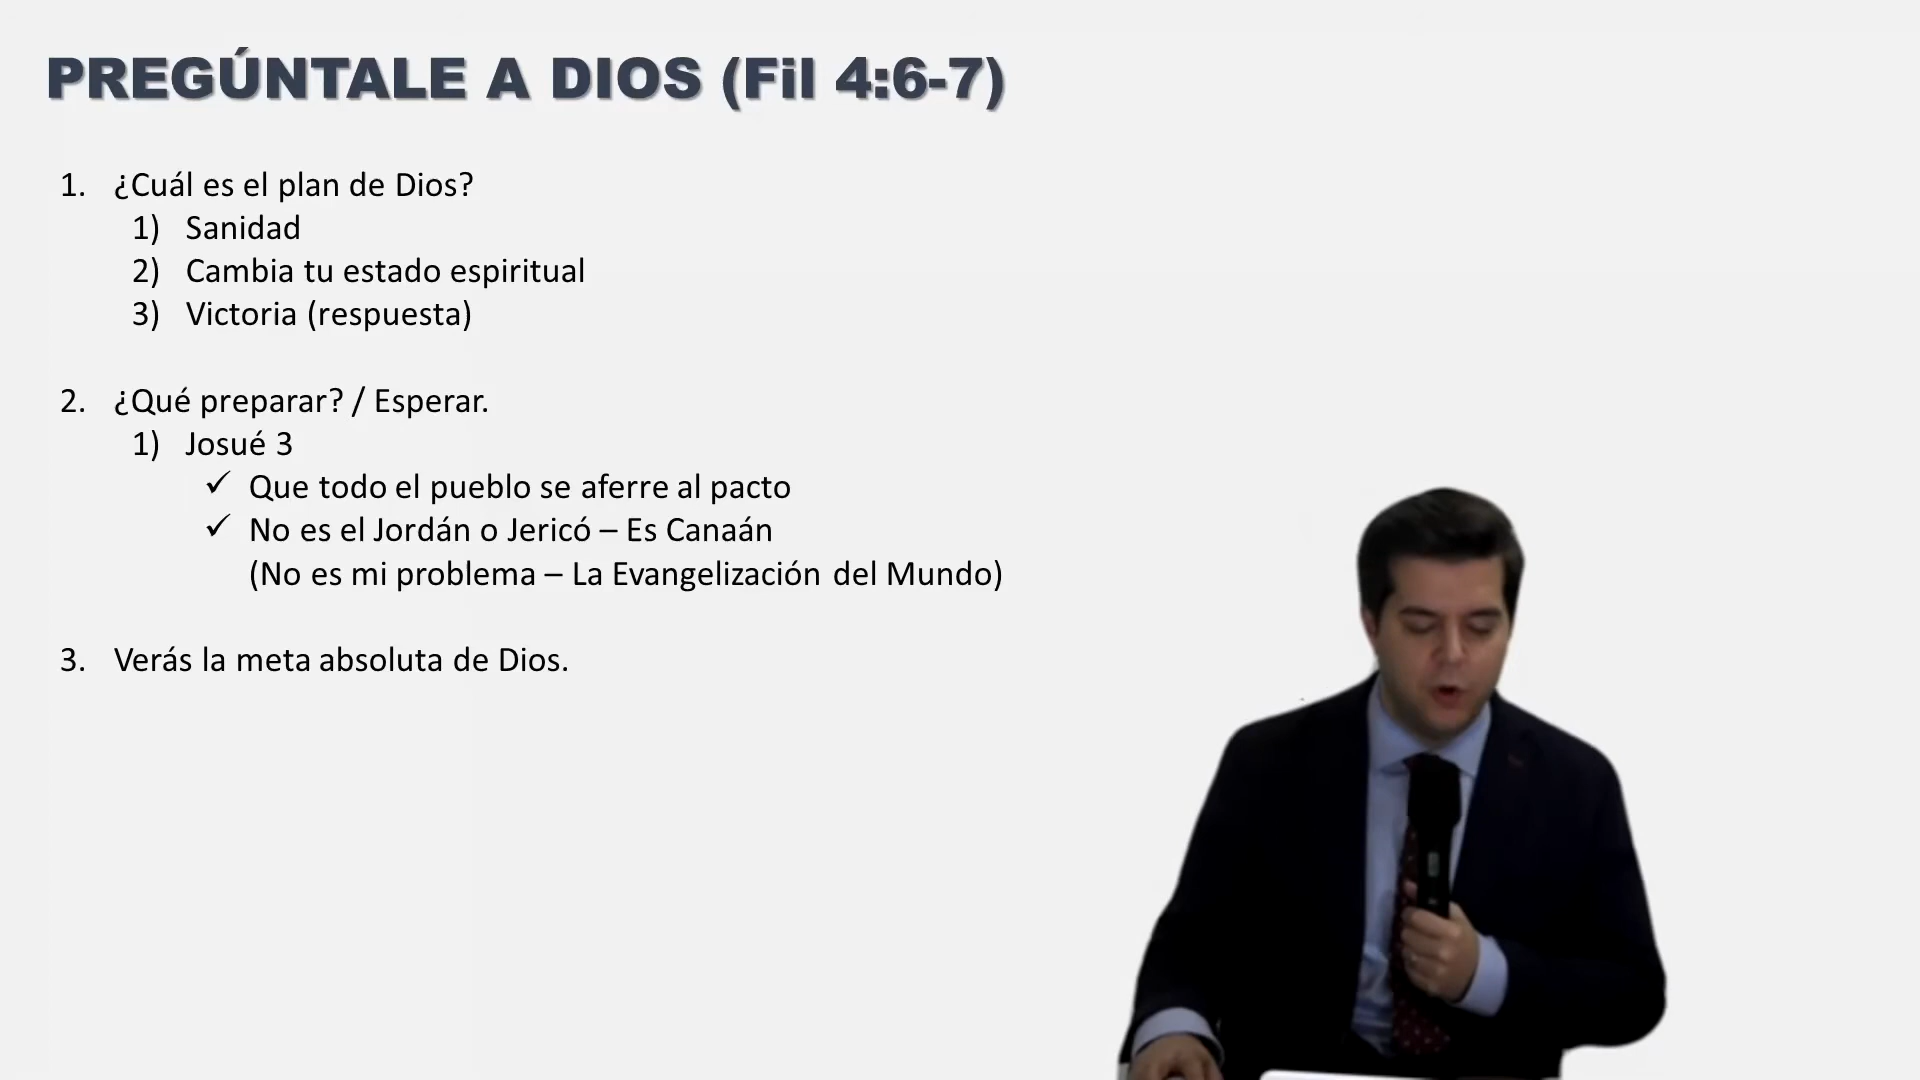 PREGÚNTALE A DIOS (Fil 4:6-7)
1. ¿Cuál es el plan de Dios?
1) Sanidad
2) Cambia tu estado espiritual
3) Victoria (respuesta)
2. ¿Qué preparar? / Esperar.
1) Josué 3
✓ Que todo el pueblo se aferre al pacto
✓ No es el Jordán o Jericó – Es Canaán
(No es mi problema – La Evangelización del Mundo)
3. Verás la meta absoluta de Dios.